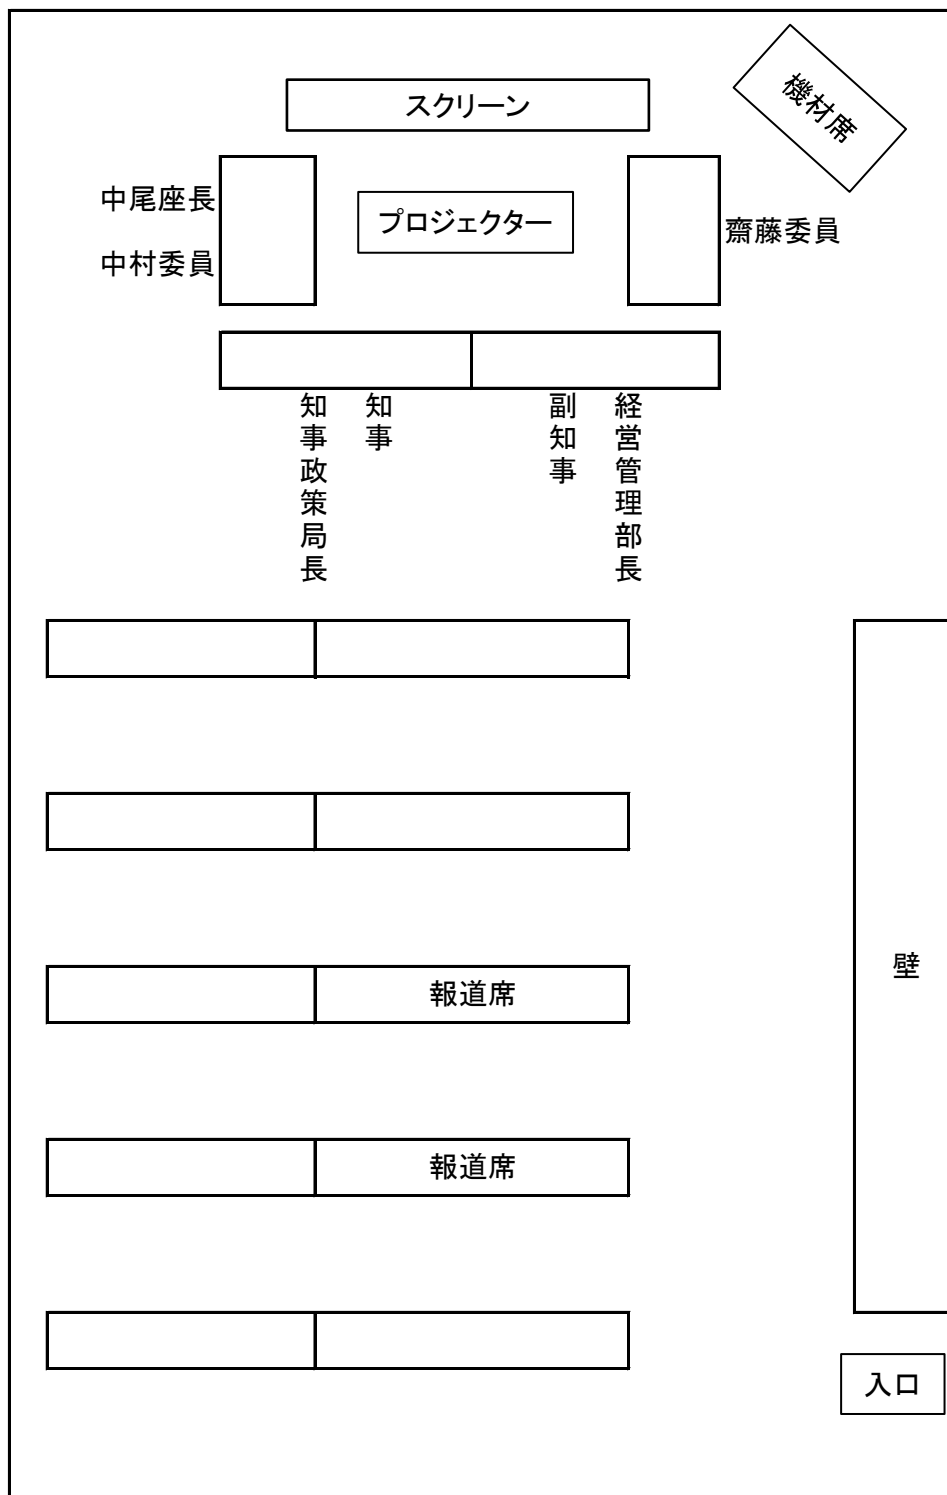 機材席
スクリーン
中尾座長
プロジェクター
齋藤委員
中村委員
知事政策局長
知事
副知事
経営管理部長
報道席
壁
報道席
入口